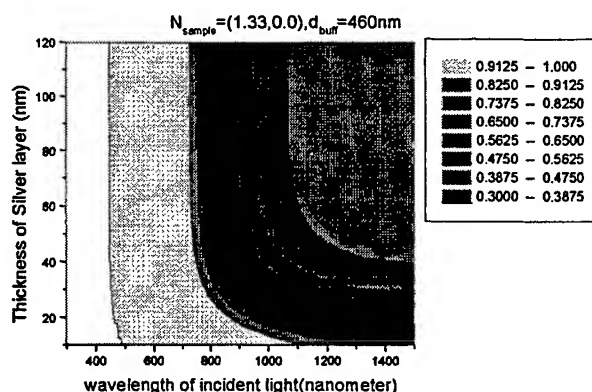 N_sample=(1.33,0.0),d_buff=460nm
Thickness of Silver layer (nm)
120
100
80
60
40
20
400 600 800 1000 1200 1400
wavelength of incident light(nanometer)
0.9125 – 1.000
0.8250 – 0.9125
0.7375 – 0.8250
0.6500 – 0.7375
0.5625 – 0.6500
0.4750 – 0.5625
0.3875 – 0.4750
0.3000 – 0.3875